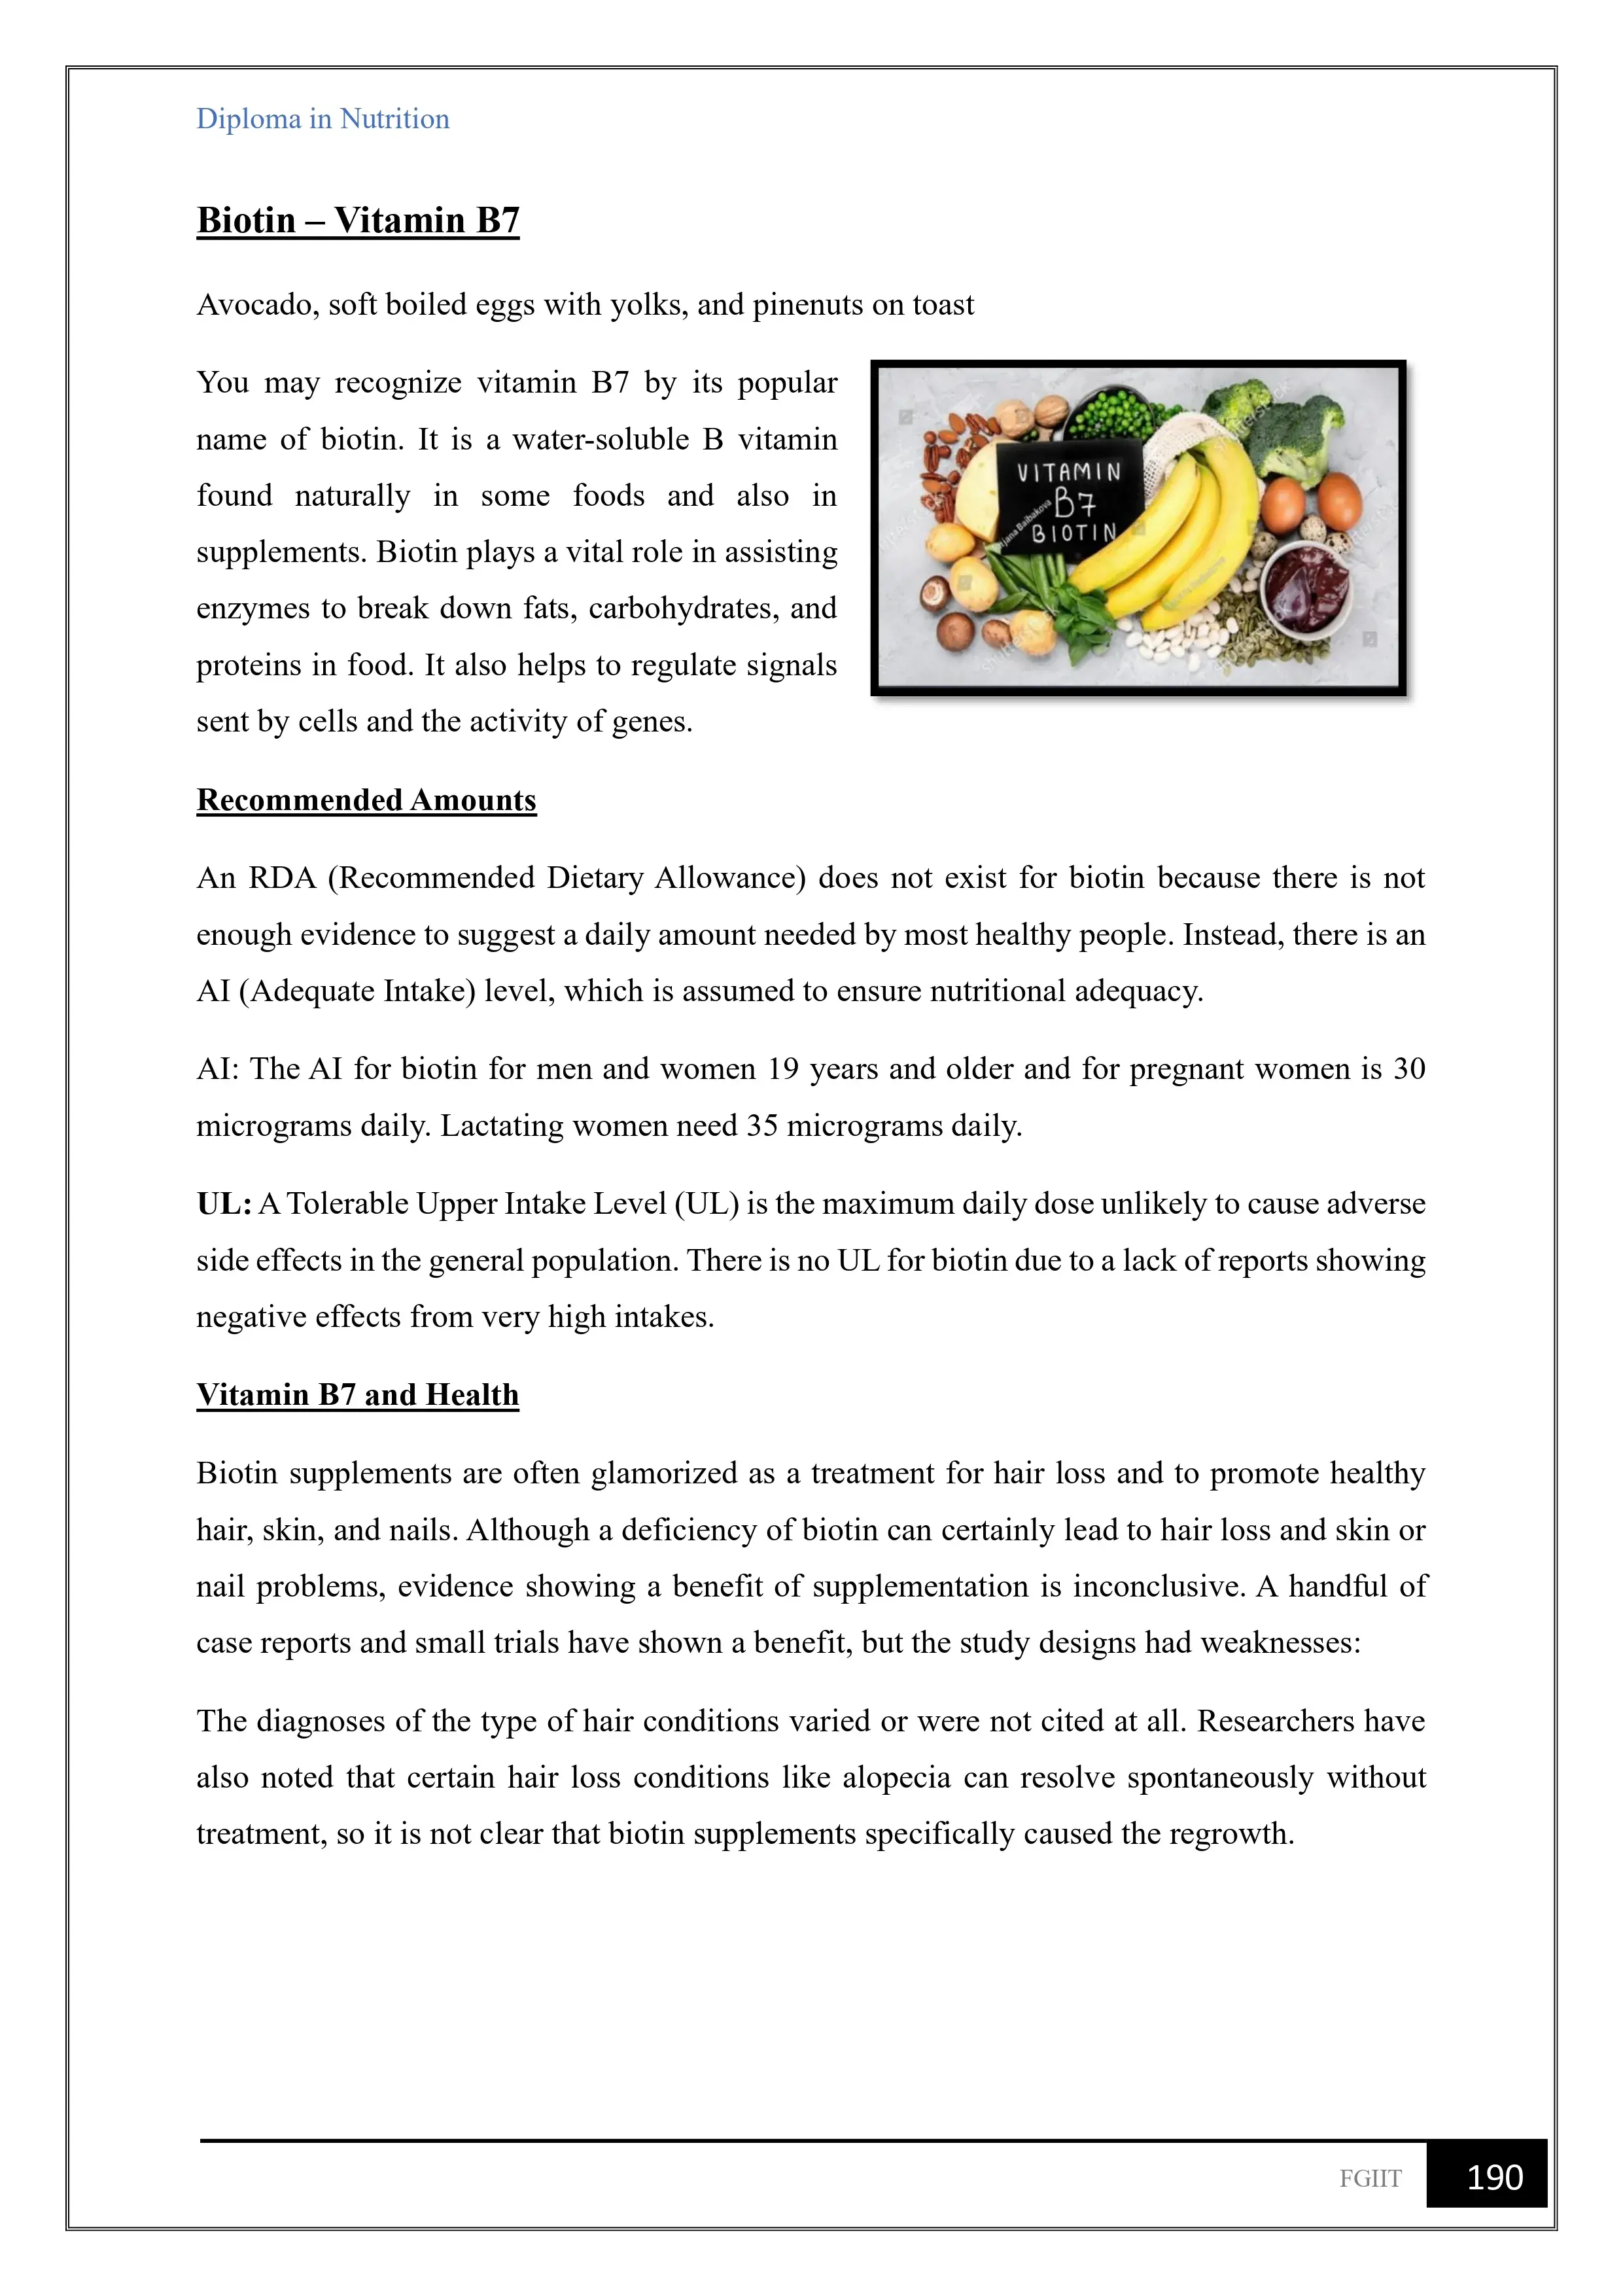 Diploma in Nutrition
Biotin – Vitamin B7
Avocado, soft boiled eggs with yolks, and pinenuts on toast
You may recognize vitamin B7 by its popular
name of biotin. It is a water-soluble B vitamin
found naturally in some foods and also in
supplements. Biotin plays a vital role in assisting
enzymes to break down fats, carbohydrates, and
proteins in food. It also helps to regulate signals
sent by cells and the activity of genes.
VITAMIN
B7
BIOTIN
Recommended Amounts
An RDA (Recommended Dietary Allowance) does not exist for biotin because there is not
enough evidence to suggest a daily amount needed by most healthy people. Instead, there is an
AI (Adequate Intake) level, which is assumed to ensure nutritional adequacy.
AI: The AI for biotin for men and women 19 years and older and for pregnant women is 30
micrograms daily. Lactating women need 35 micrograms daily.
UL: A Tolerable Upper Intake Level (UL) is the maximum daily dose unlikely to cause adverse
side effects in the general population. There is no UL for biotin due to a lack of reports showing
negative effects from very high intakes.
Vitamin B7 and Health
Biotin supplements are often glamorized as a treatment for hair loss and to promote healthy
hair, skin, and nails. Although a deficiency of biotin can certainly lead to hair loss and skin or
nail problems, evidence showing a benefit of supplementation is inconclusive. A handful of
case reports and small trials have shown a benefit, but the study designs had weaknesses:
The diagnoses of the type of hair conditions varied or were not cited at all. Researchers have
also noted that certain hair loss conditions like alopecia can resolve spontaneously without
treatment, so it is not clear that biotin supplements specifically caused the regrowth.
FGIIT
190